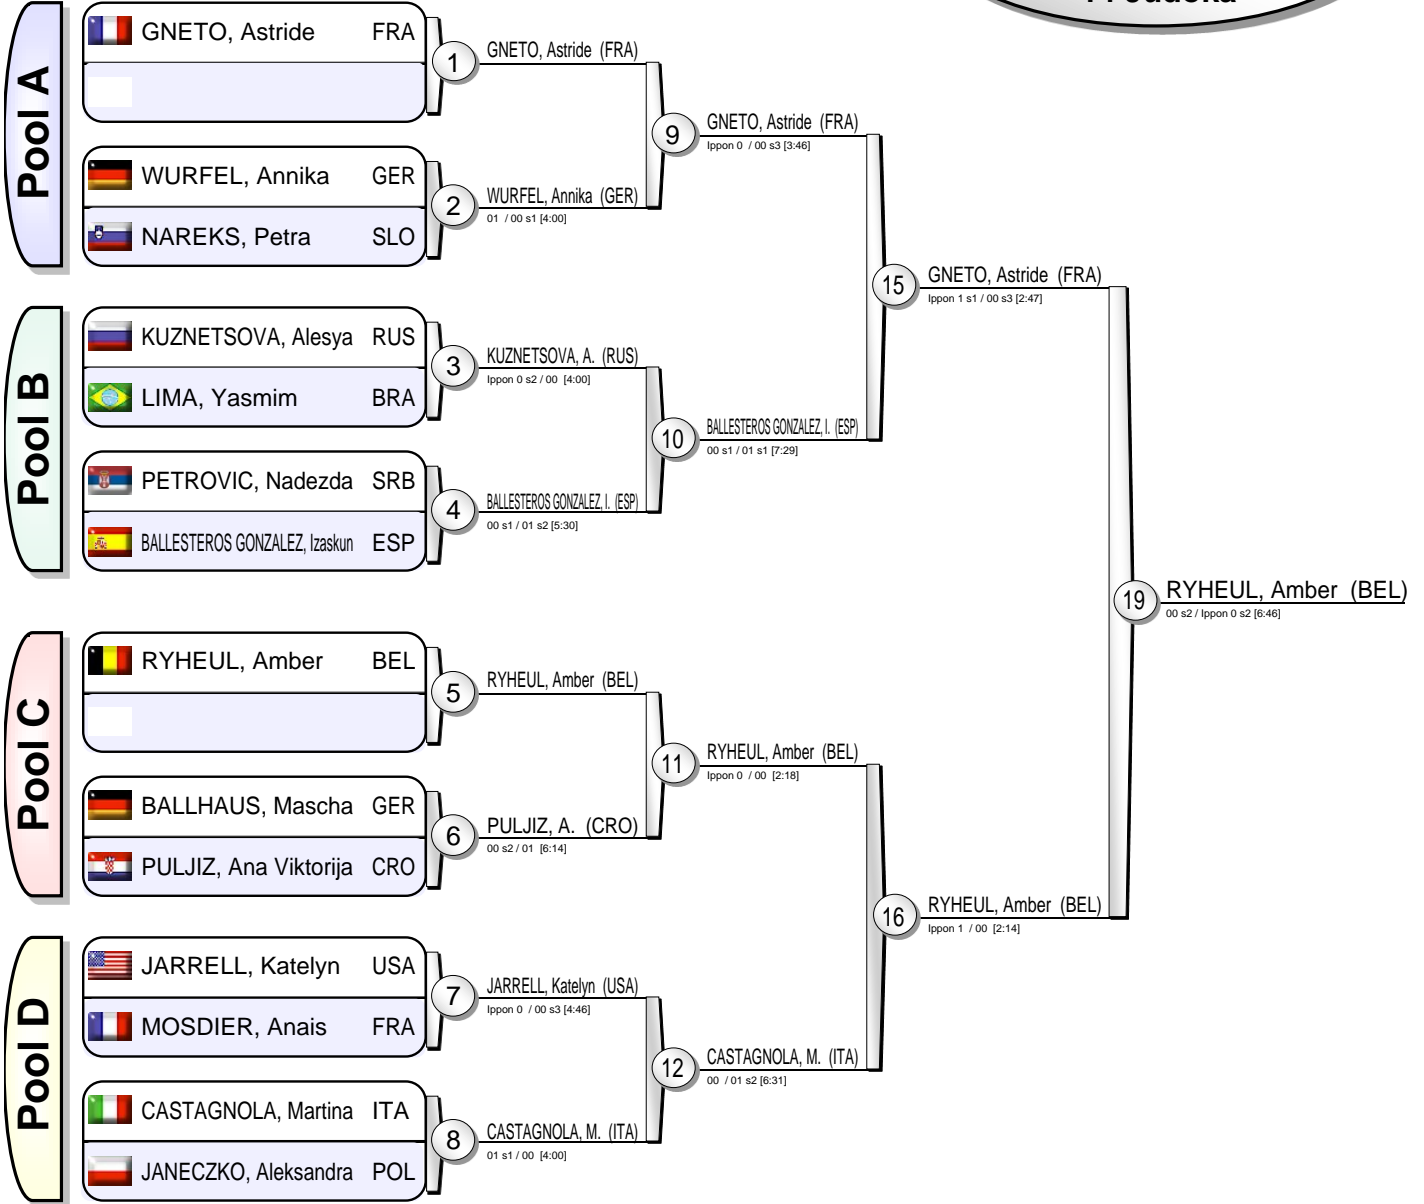 Pool A
GNETO, Astride FRA
WURFEL, Annika GER
NAREKS, Petra SLO
Pool B
KUZNETSOVA, Alesya RUS
LIMA, Yasmim BRA
PETROVIC, Nadezda SRB
BALLESTEROS GONZALEZ, Izaskun ESP
Pool C
RYHEUL, Amber BEL
BALLHAUS, Mascha GER
PULJIZ, Ana Viktorija CRO
Pool D
JARRELL, Katelyn USA
MOSDIER, Anais FRA
CASTAGNOLA, Martina ITA
JANECZKO, Aleksandra POL
1
GNETO, Astride (FRA)
2
WURFEL, Annika (GER)
01 / 00 s1 [4:00]
3
KUZNETSOVA, A. (RUS)
Ippon 0 s2 / 00 [4:00]
4
BALLESTEROS GONZALEZ, I. (ESP)
00 s1 / 01 s2 [5:30]
5
RYHEUL, Amber (BEL)
6
PULJIZ, A. (CRO)
00 s2 / 01 [6:14]
7
JARRELL, Katelyn (USA)
Ippon 0 / 00 s3 [4:46]
8
CASTAGNOLA, M. (ITA)
01 s1 / 00 [4:00]
9
GNETO, Astride (FRA)
Ippon 0 / 00 s3 [3:46]
10
BALLESTEROS GONZALEZ, I. (ESP)
00 s1 / 01 s1 [7:29]
11
RYHEUL, Amber (BEL)
Ippon 0 / 00 [2:18]
12
CASTAGNOLA, M. (ITA)
00 / 01 s2 [6:31]
15
GNETO, Astride (FRA)
Ippon 1 s1 / 00 s3 [2:47]
16
RYHEUL, Amber (BEL)
Ippon 1 / 00 [2:14]
19
RYHEUL, Amber (BEL)
00 s2 / Ippon 0 s2 [6:46]